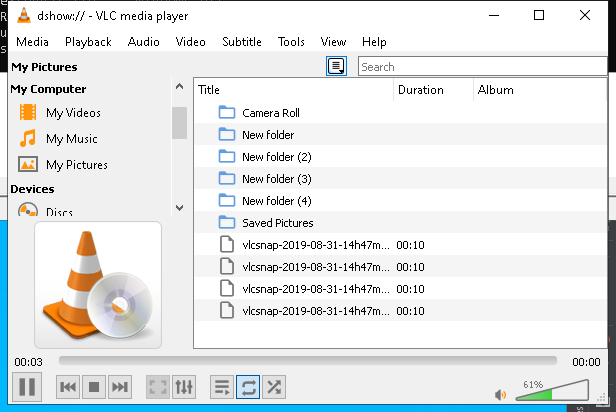 dshow:// - VLC media player
Media Playback Audio Video Subtitle Tools View Help
My Pictures
Search
My Computer
My Videos
My Music
My Pictures
Devices
Discs
Title Duration Album
Camera Roll
New folder
New folder (2)
New folder (3)
New folder (4)
Saved Pictures
vlcsnap-2019-08-31-14h47m... 00:10
vlcsnap-2019-08-31-14h47m... 00:10
vlcsnap-2019-08-31-14h47m... 00:10
vlcsnap-2019-08-31-14h47m... 00:10
00:03 00:00
61%